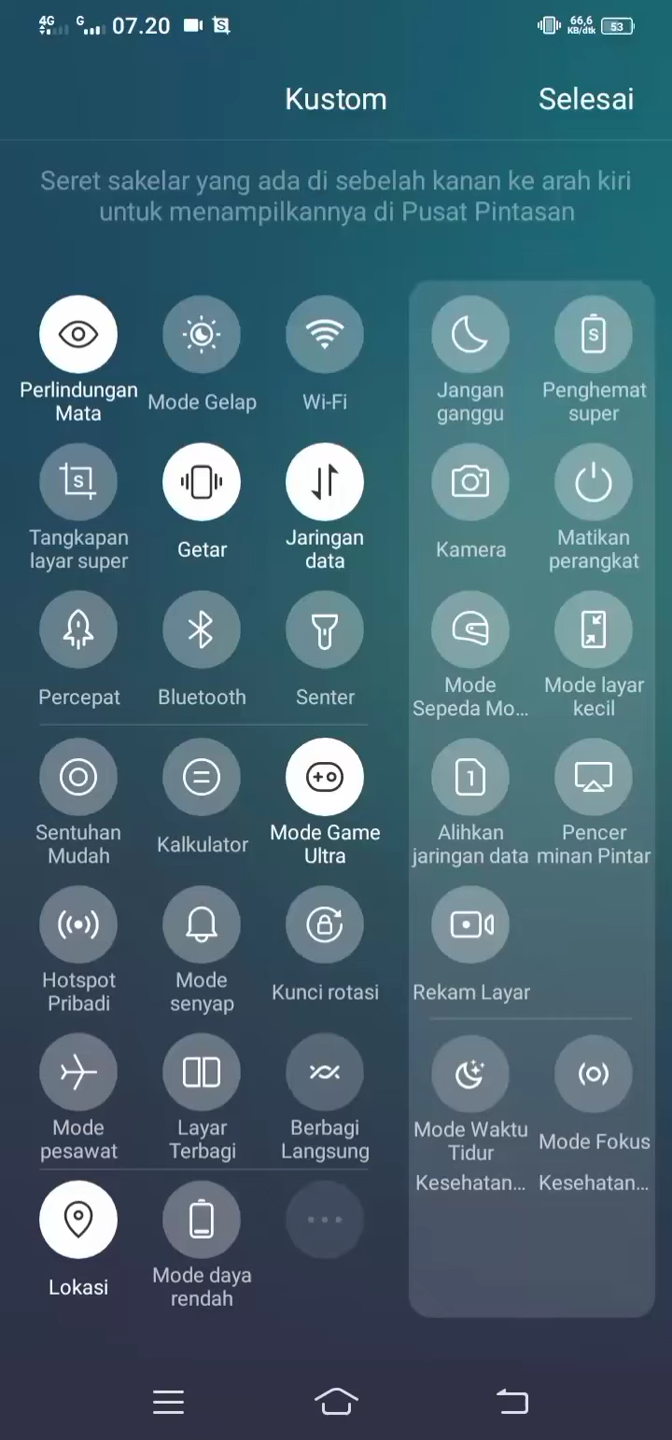 4G G 07.20 66,6 KB/dtk 53
Kustom Selesai
Seret sakelar yang ada di sebelah kanan ke arah kiri
untuk menampilkannya di Pusat Pintasan
Perlindungan
Mata
Mode Gelap
Wi-Fi
Jangan
ganggu
Penghemat
super
Tangkapan
layar super
Getar
Jaringan
data
Kamera
Matikan
perangkat
Percepat
Bluetooth
Senter
Mode
Sepeda Mo...
Mode layar
kecil
Sentuhan
Mudah
Kalkulator
Mode Game
Ultra
Alihkan
jaringan data
Pencer
minan Pintar
Hotspot
Pribadi
Mode
senyap
Kunci rotasi
Rekam Layar
Mode
pesawat
Layar
Terbagi
Berbagi
Langsung
Mode Waktu
Tidur
Kesehatan...
Mode Fokus
Kesehatan...
Lokasi
Mode daya
rendah